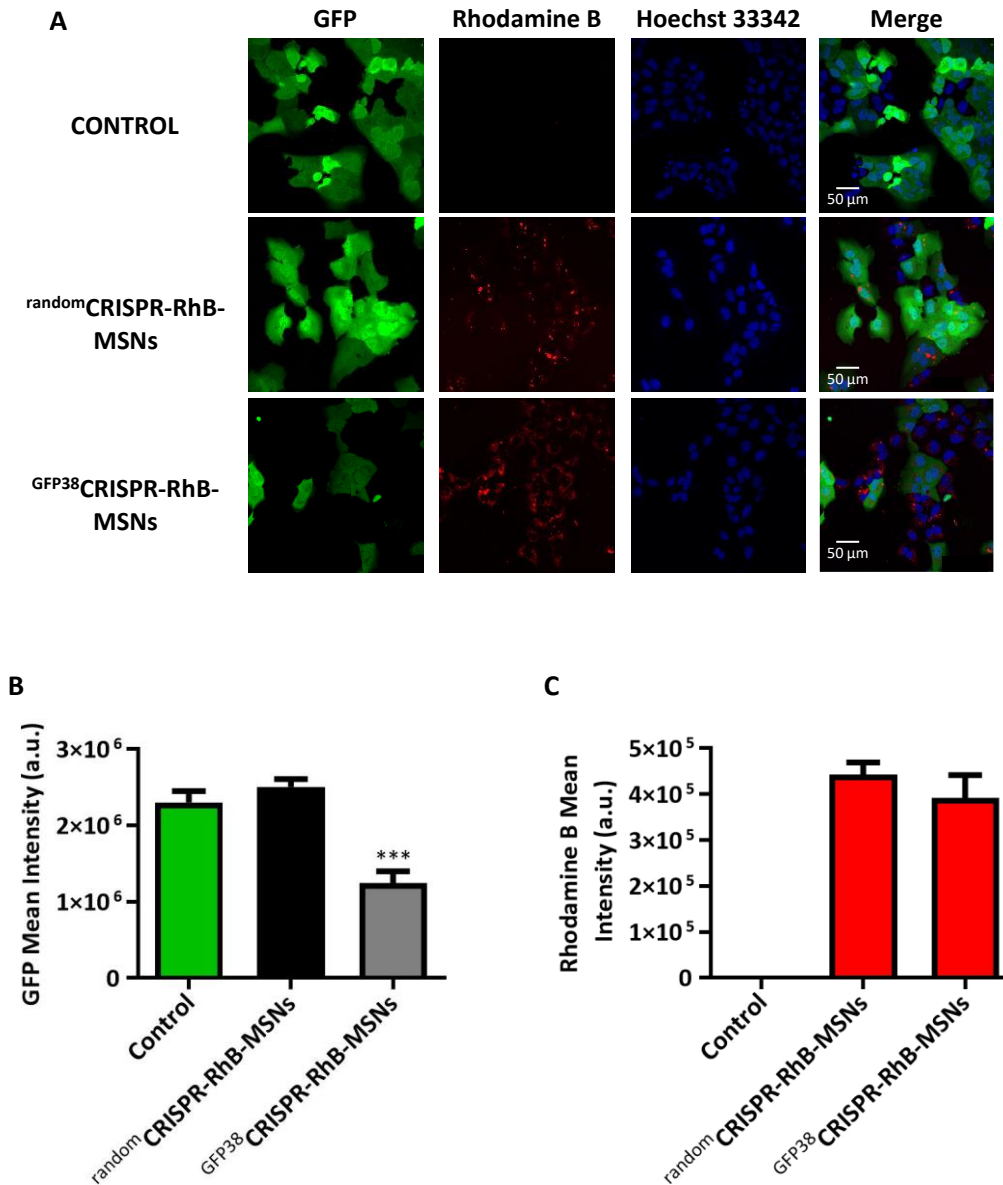 A
GFP
Rhodamine B
Hoechst 33342
Merge
CONTROL
50 µm
randomCRISPR-RhB-
MSNs
50 µm
GFP38CRISPR-RhB-
MSNs
50 µm
B
GFP Mean Intensity (a.u.)
3×10⁶
2×10⁶
1×10⁶
0
***
Control
randomCRISPR-RhB-MSNs
GFP38CRISPR-RhB-MSNs
C
Rhodamine B Mean
Intensity (a.u.)
5×10⁵
4×10⁵
3×10⁵
2×10⁵
1×10⁵
0
Control
randomCRISPR-RhB-MSNs
GFP38CRISPR-RhB-MSNs